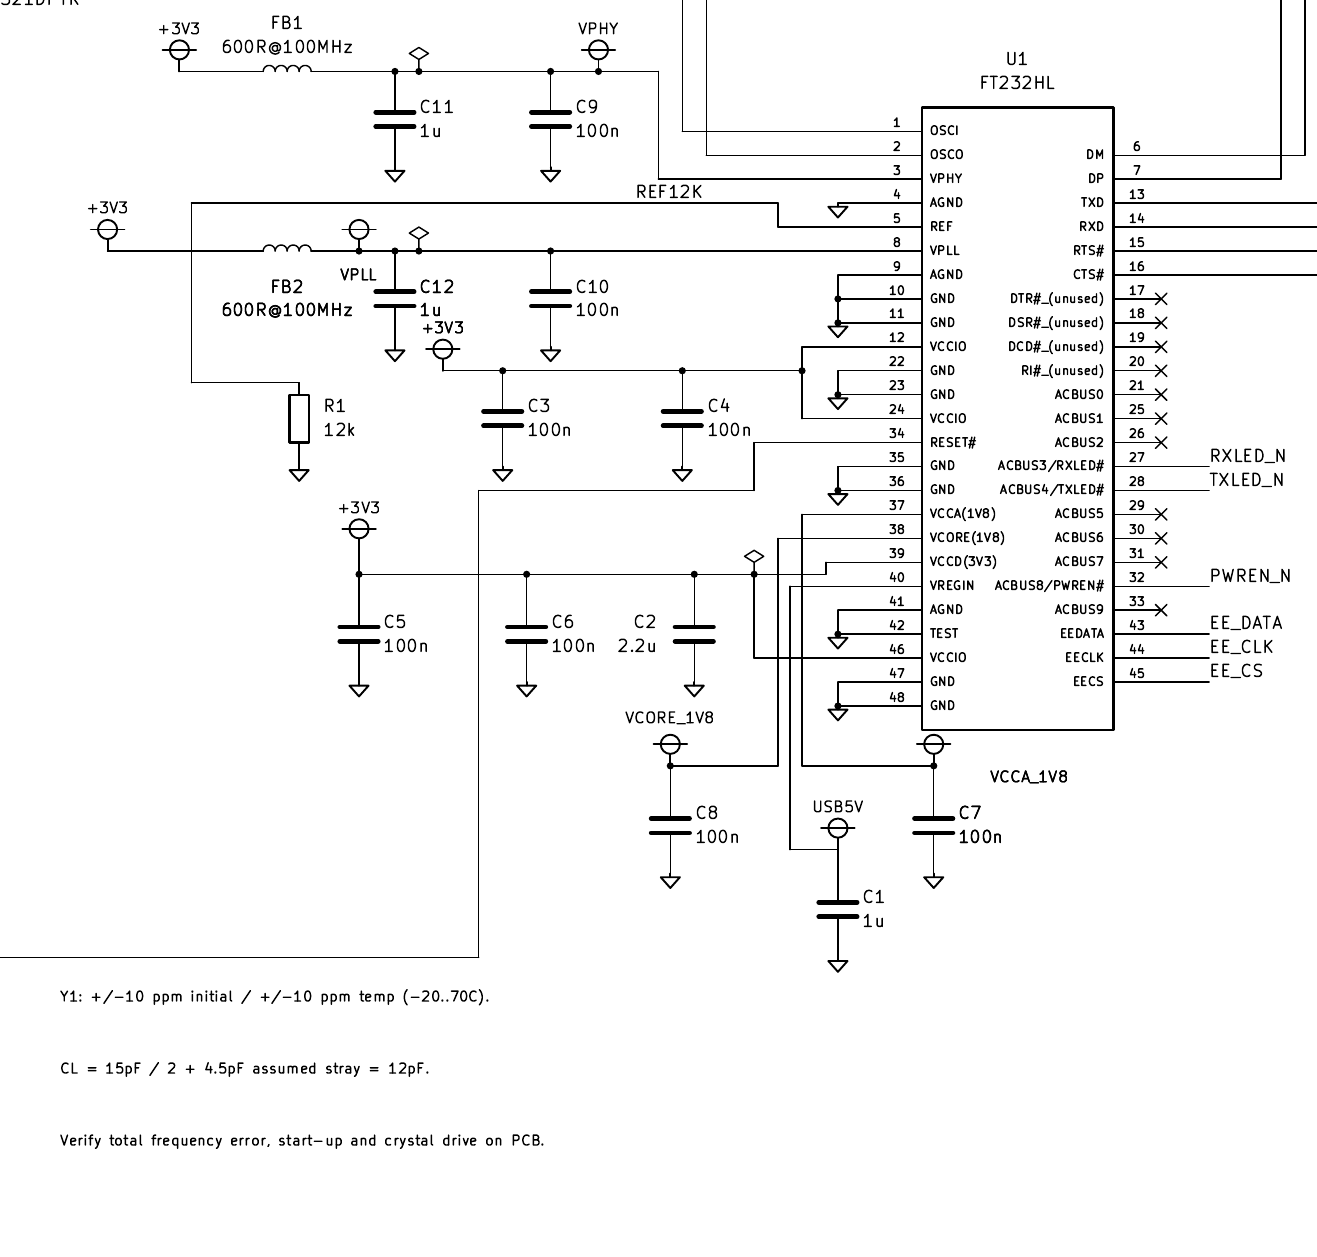 FB1
+3V3
600R@100MHz
VPHY
C11
1u
C9
100n
U1
FT232HL
1 OSCI
2 OSCO
3 VPHY
4 AGND
5 REF
8 VPLL
9 AGND
10 GND
11 GND
12 VCCIO
22 GND
23 GND
24 VCCIO
34 RESET#
35 GND
36 GND
37 VCCA(1V8)
38 VCORE(1V8)
39 VCCD(3V3)
40 VREGIN
41 AGND
42 TEST
46 VCCIO
47 GND
48 GND
DM 6
DP 7
TXD 13
RXD 14
RTS# 15
CTS# 16
DTR#_(unused) 17
DSR#_(unused) 18
DCD#_(unused) 19
RI#_(unused) 20
ACBUS0 21
ACBUS1 25
ACBUS2 26
ACBUS3/RXLED# 27 RXLED_N
ACBUS4/TXLED# 28 TXLED_N
ACBUS5 29
ACBUS6 30
ACBUS7 31
ACBUS8/PWREN# 32 PWREN_N
ACBUS9 33
EEDATA 43 EE_DATA
EECLK 44 EE_CLK
EECS 45 EE_CS
REF12K
+3V3
VPLL
FB2
600R@100MHz
C12
1u
C10
100n
+3V3
R1
12k
C3
100n
C4
100n
+3V3
C5
100n
C6
100n
C2
2.2u
VCORE_1V8
VCCA_1V8
C8
100n
USB5V
C7
100n
C1
1u
Y1: +/-10 ppm initial / +/-10 ppm temp (-20..70C).
CL = 15pF / 2 + 4.5pF assumed stray = 12pF.
Verify total frequency error, start-up and crystal drive on PCB.